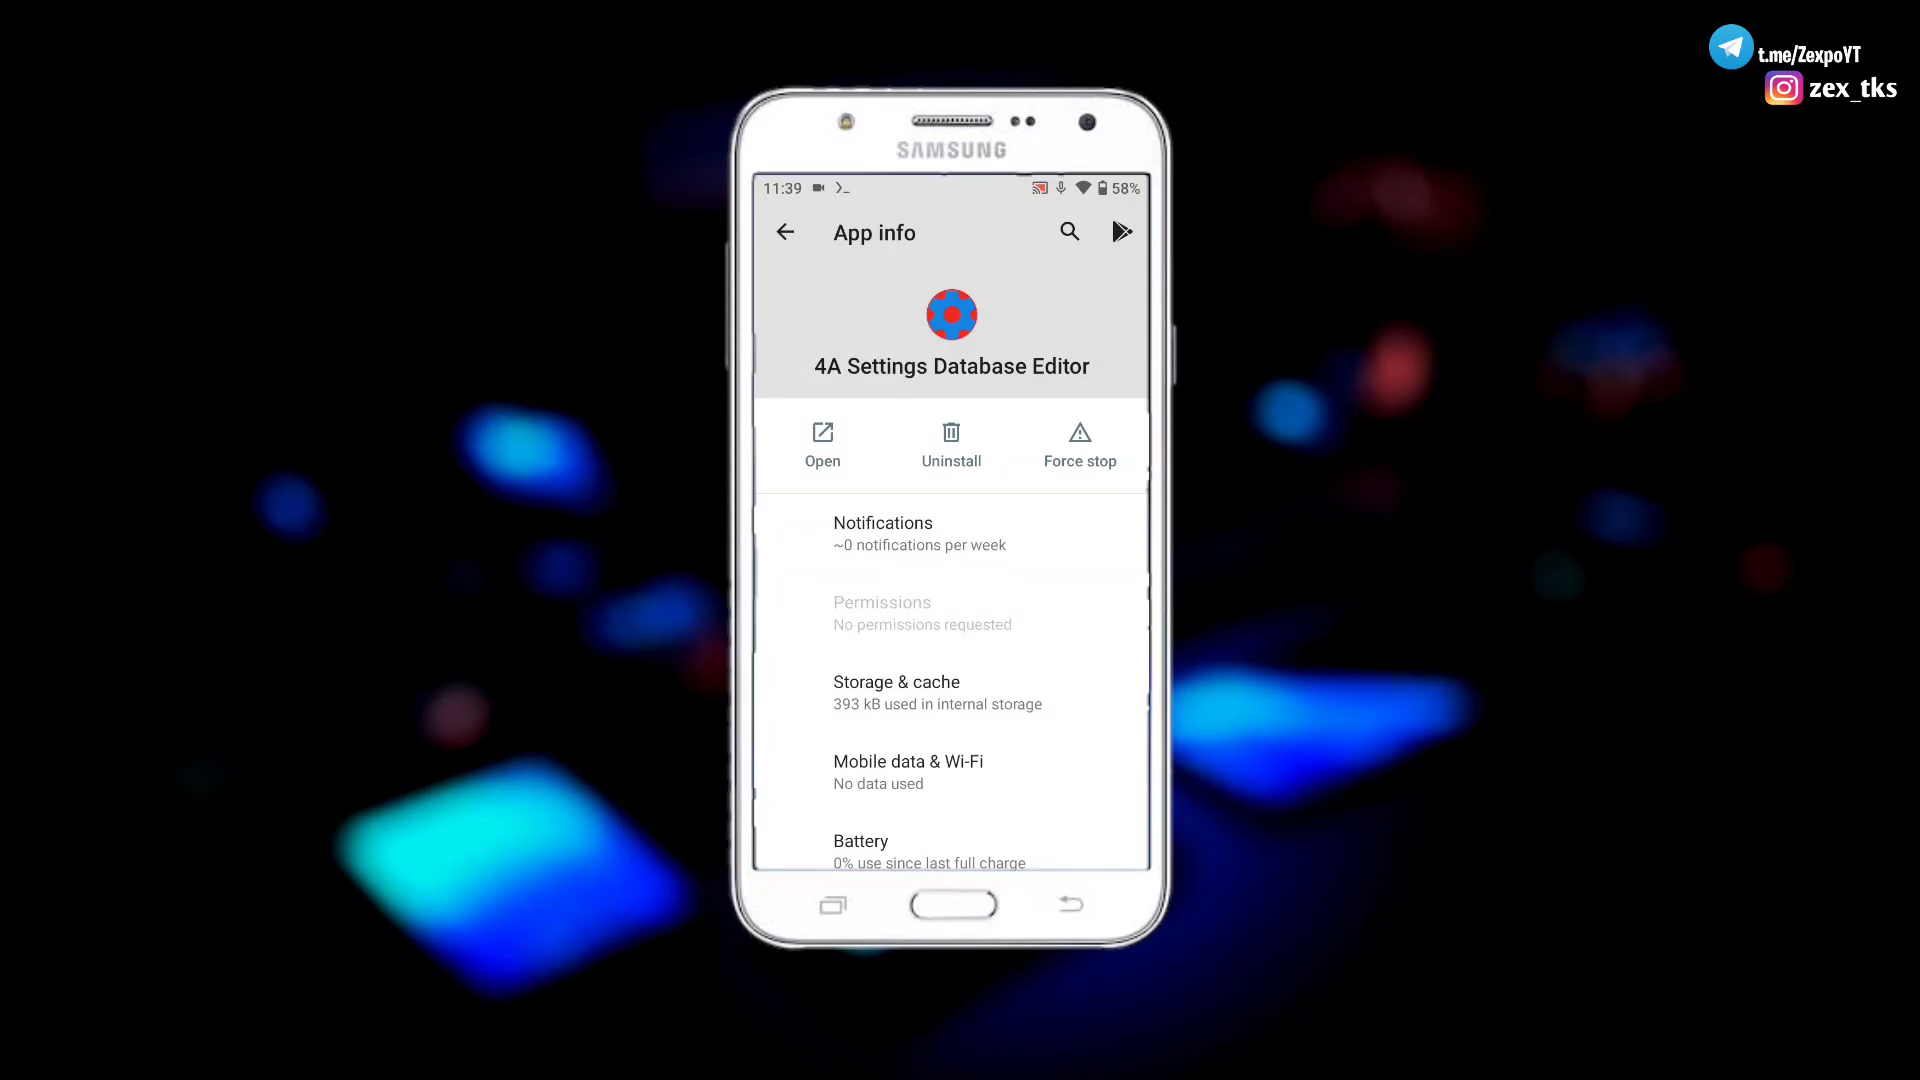 t.me/ZexpoYT
zex_tks
SAMSUNG
11:39 58%
App info
4A Settings Database Editor
Open Uninstall Force stop
Notifications
~0 notifications per week
Permissions
No permissions requested
Storage & cache
393 kB used in internal storage
Mobile data & Wi-Fi
No data used
Battery
0% use since last full charge